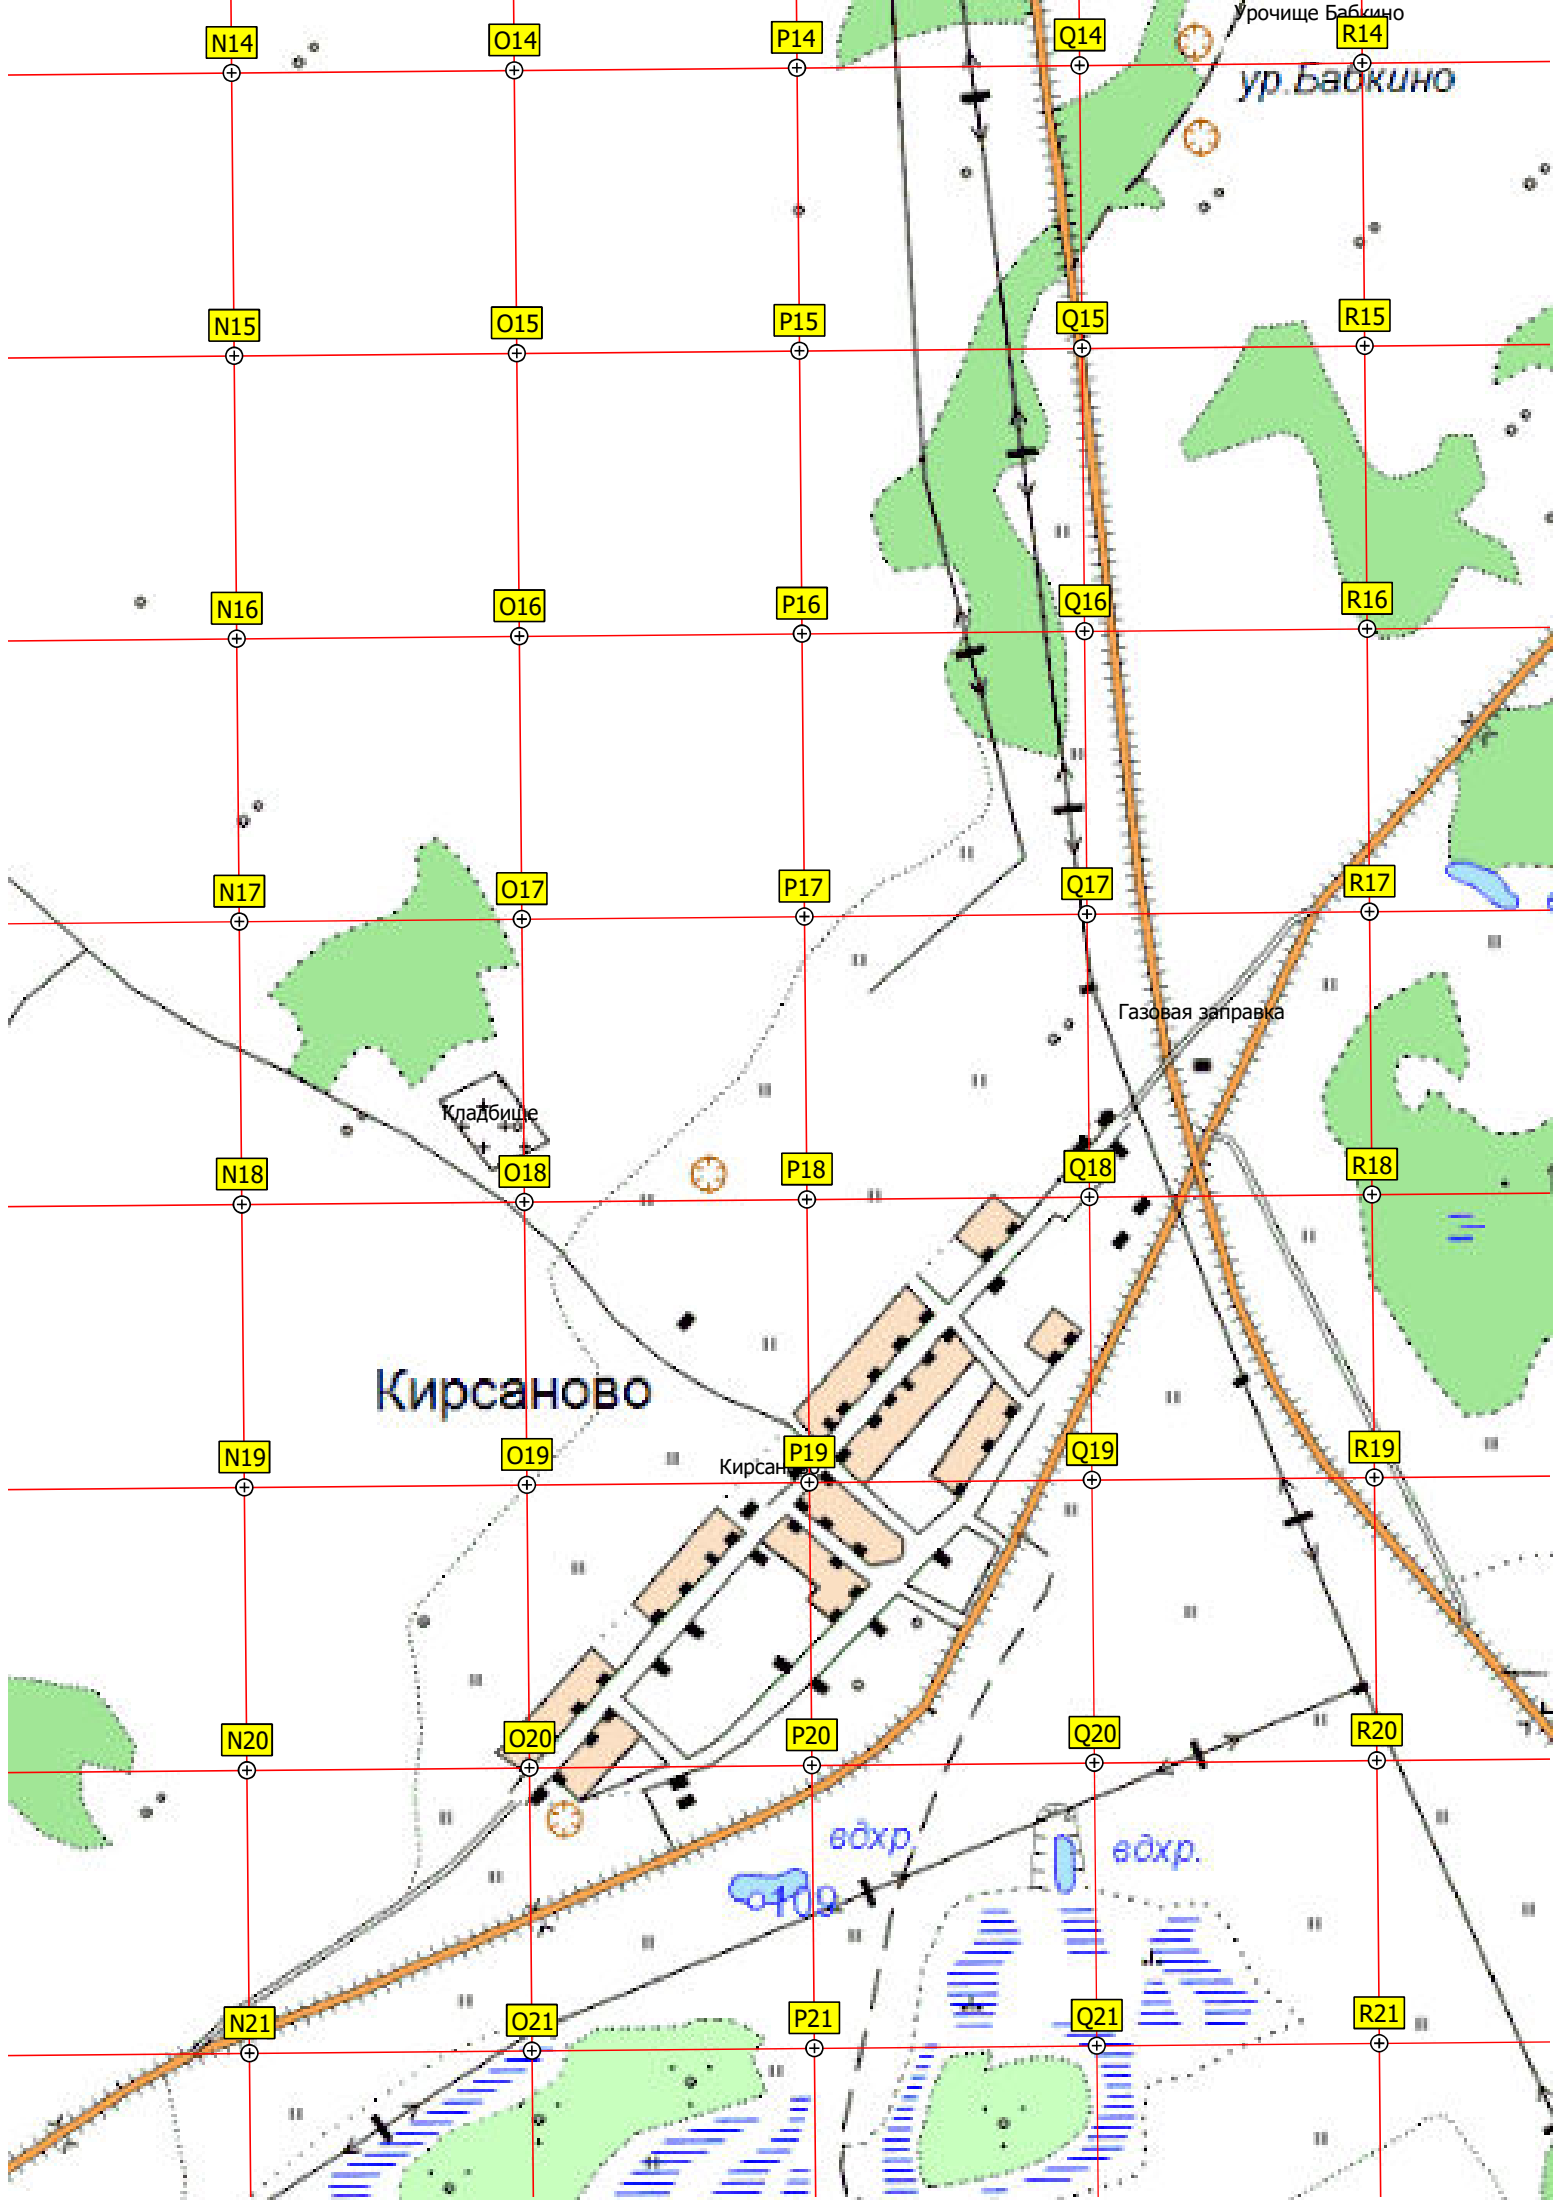 Урочище Бабкино
N14
O14
P14
Q14
R14
ур.Бабкино
N15
O15
P15
Q15
R15
N16
O16
P16
Q16
R16
N17
O17
P17
Q17
R17
Газовая заправка
Кладбище
N18
O18
P18
Q18
R18
Кирсаново
N19
O19
P19
Q19
R19
N20
O20
P20
Q20
R20
вдхр.
вдхр.
109
N21
O21
P21
Q21
R21